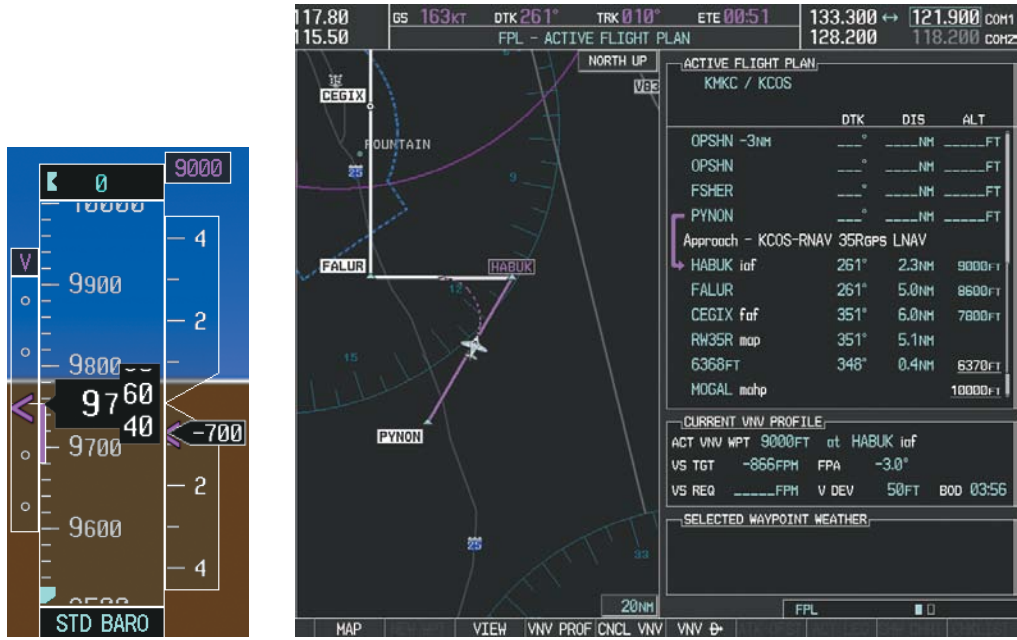 9000
0
10000
4
V
9900
2
9800
9760
40
9700
-700
2
9600
4
STD BARO
117.80
115.50
GS 163KT DTK 261° TRK 010° ETE 00:51
FPL - ACTIVE FLIGHT PLAN
133.300 ↔ 121.900 COM1
128.200 118.200 COM2
NORTH UP
V83
CEGIX
FOUNTAIN
25
9
FALUR
HABUK
12
15
PYNON
25
33
20NM
ACTIVE FLIGHT PLAN
KMKC / KCOS
DTK DIS ALT
OPSHN -3NM ___° ____NM _____FT
OPSHN ___° ____NM _____FT
FSHER ___° ____NM _____FT
PYNON ___° ____NM _____FT
Approach - KCOS-RNAV 35RGPS LNAV
HABUK iaf 261° 2.3NM 9000FT
FALUR 261° 5.0NM 8600FT
CEGIX faf 351° 6.0NM 7800FT
RW35R map 351° 5.1NM
6368FT 348° 0.4NM 6370FT
MOGAL mahp 10000FT
CURRENT VNV PROFILE
ACT VNV WPT 9000FT at HABUK iaf
VS TGT -866FPM FPA -3.0°
VS REQ _____FPM V DEV 50FT BOD 03:56
SELECTED WAYPOINT WEATHER
FPL
MAP VIEW VNV PROF CNCL VNV VNV